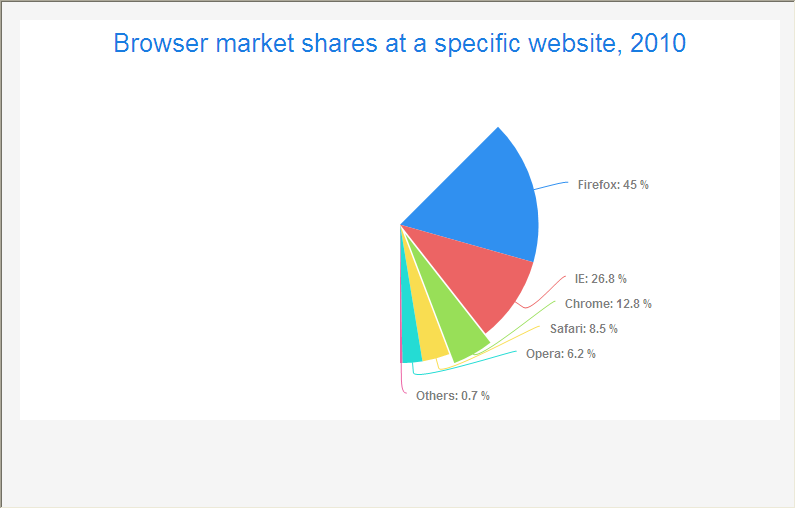 Browser market shares at a specific website, 2010
Firefox: 45 %
IE: 26.8 %
Chrome: 12.8 %
Safari: 8.5 %
Opera: 6.2 %
Others: 0.7 %